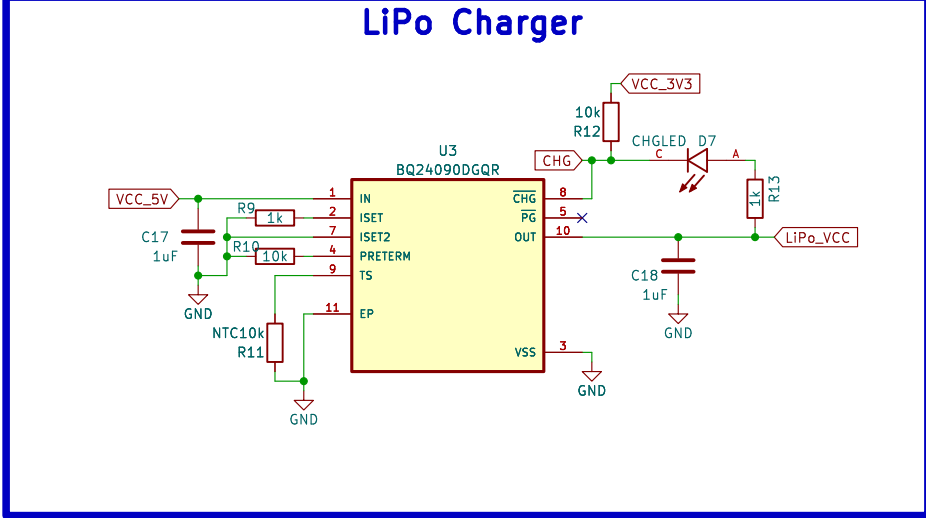 LiPo Charger
VCC_3V3
10k
R12
CHGLED D7
CHG
C
A
U3
BQ24090DGQR
R13
1k
VCC_5V
1
IN
CHG
8
R9
1k
2
ISET
PG
5
C17
1uF
7
ISET2
OUT
10
LiPo_VCC
R10
10k
4
PRETERM
9
TS
C18
1uF
GND
11
EP
GND
NTC10k
R11
VSS
3
GND
GND